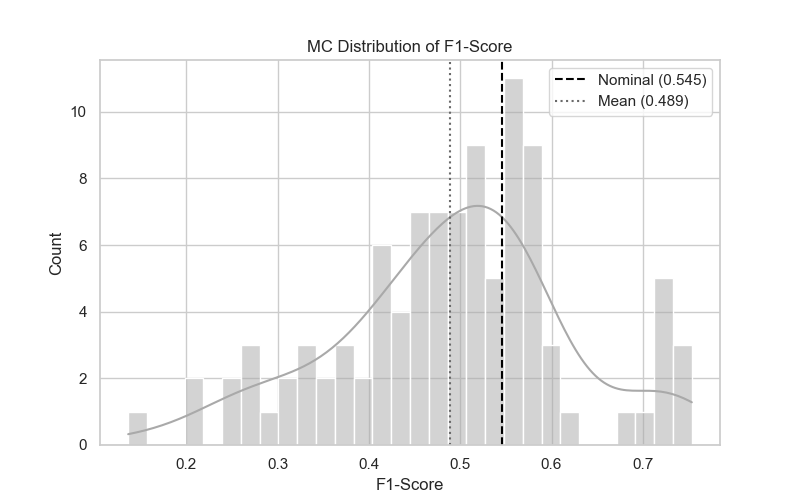 MC Distribution of F1-Score
Nominal (0.545)
Mean (0.489)
Count
10
8
6
4
2
0
0.2 0.3 0.4 0.5 0.6 0.7
F1-Score